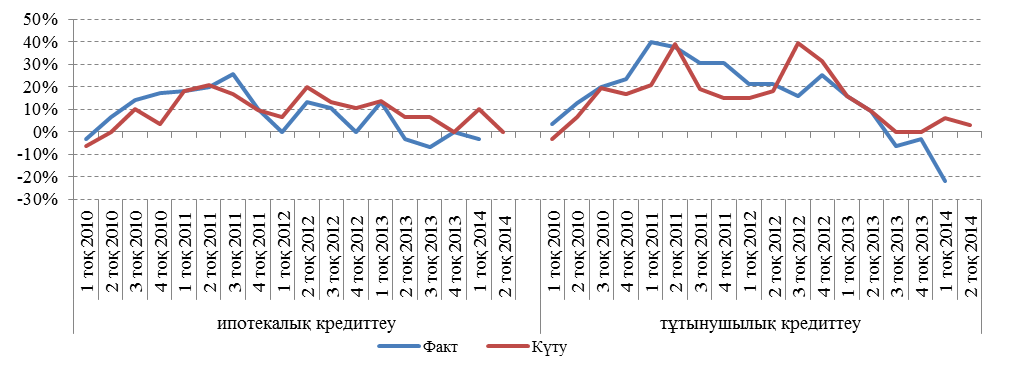 50%
40%
30%
20%
10%
0%
-10%
-20%
-30%
1 тоқ 2010
2 тоқ 2010
3 тоқ 2010
4 тоқ 2010
1 тоқ 2011
2 тоқ 2011
3 тоқ 2011
4 тоқ 2011
1 тоқ 2012
2 тоқ 2012
3 тоқ 2012
4 тоқ 2012
1 тоқ 2013
2 тоқ 2013
3 тоқ 2013
4 тоқ 2013
1 тоқ 2014
2 тоқ 2014
1 тоқ 2010
2 тоқ 2010
3 тоқ 2010
4 тоқ 2010
1 тоқ 2011
2 тоқ 2011
3 тоқ 2011
4 тоқ 2011
1 тоқ 2012
2 тоқ 2012
3 тоқ 2012
4 тоқ 2012
1 тоқ 2013
2 тоқ 2013
3 тоқ 2013
4 тоқ 2013
1 тоқ 2014
2 тоқ 2014
ипотекалық кредиттеу
тұтынушылық кредиттеу
Факт
Күту